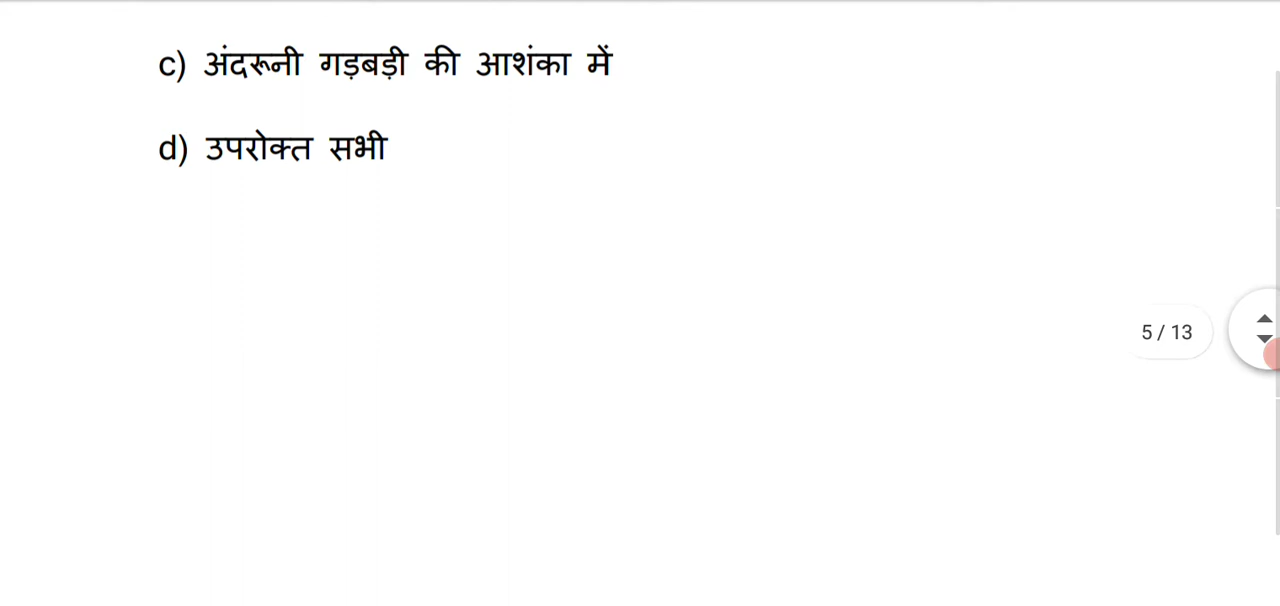 c) अंदरूनी गड़बड़ी की आशंका में
d) उपरोक्त सभी
5 / 13